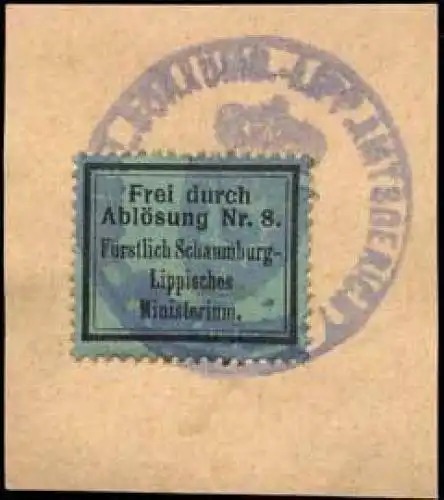 Frei durch
Ablösung Nr. 8.
Fürstlich Schaumburg-
Lippisches
Ministerium.